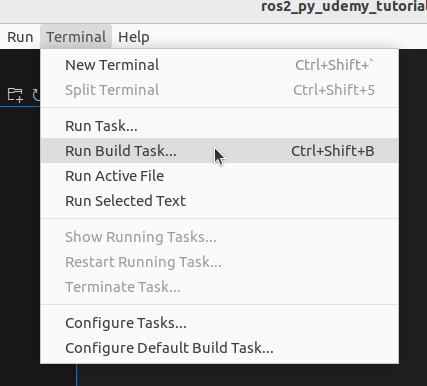 ros2_py_udemy_tutorial
Run Terminal Help
New Terminal Ctrl+Shift+`
Split Terminal Ctrl+Shift+5
Run Task...
Run Build Task... Ctrl+Shift+B
Run Active File
Run Selected Text
Show Running Tasks...
Restart Running Task...
Terminate Task...
Configure Tasks...
Configure Default Build Task...